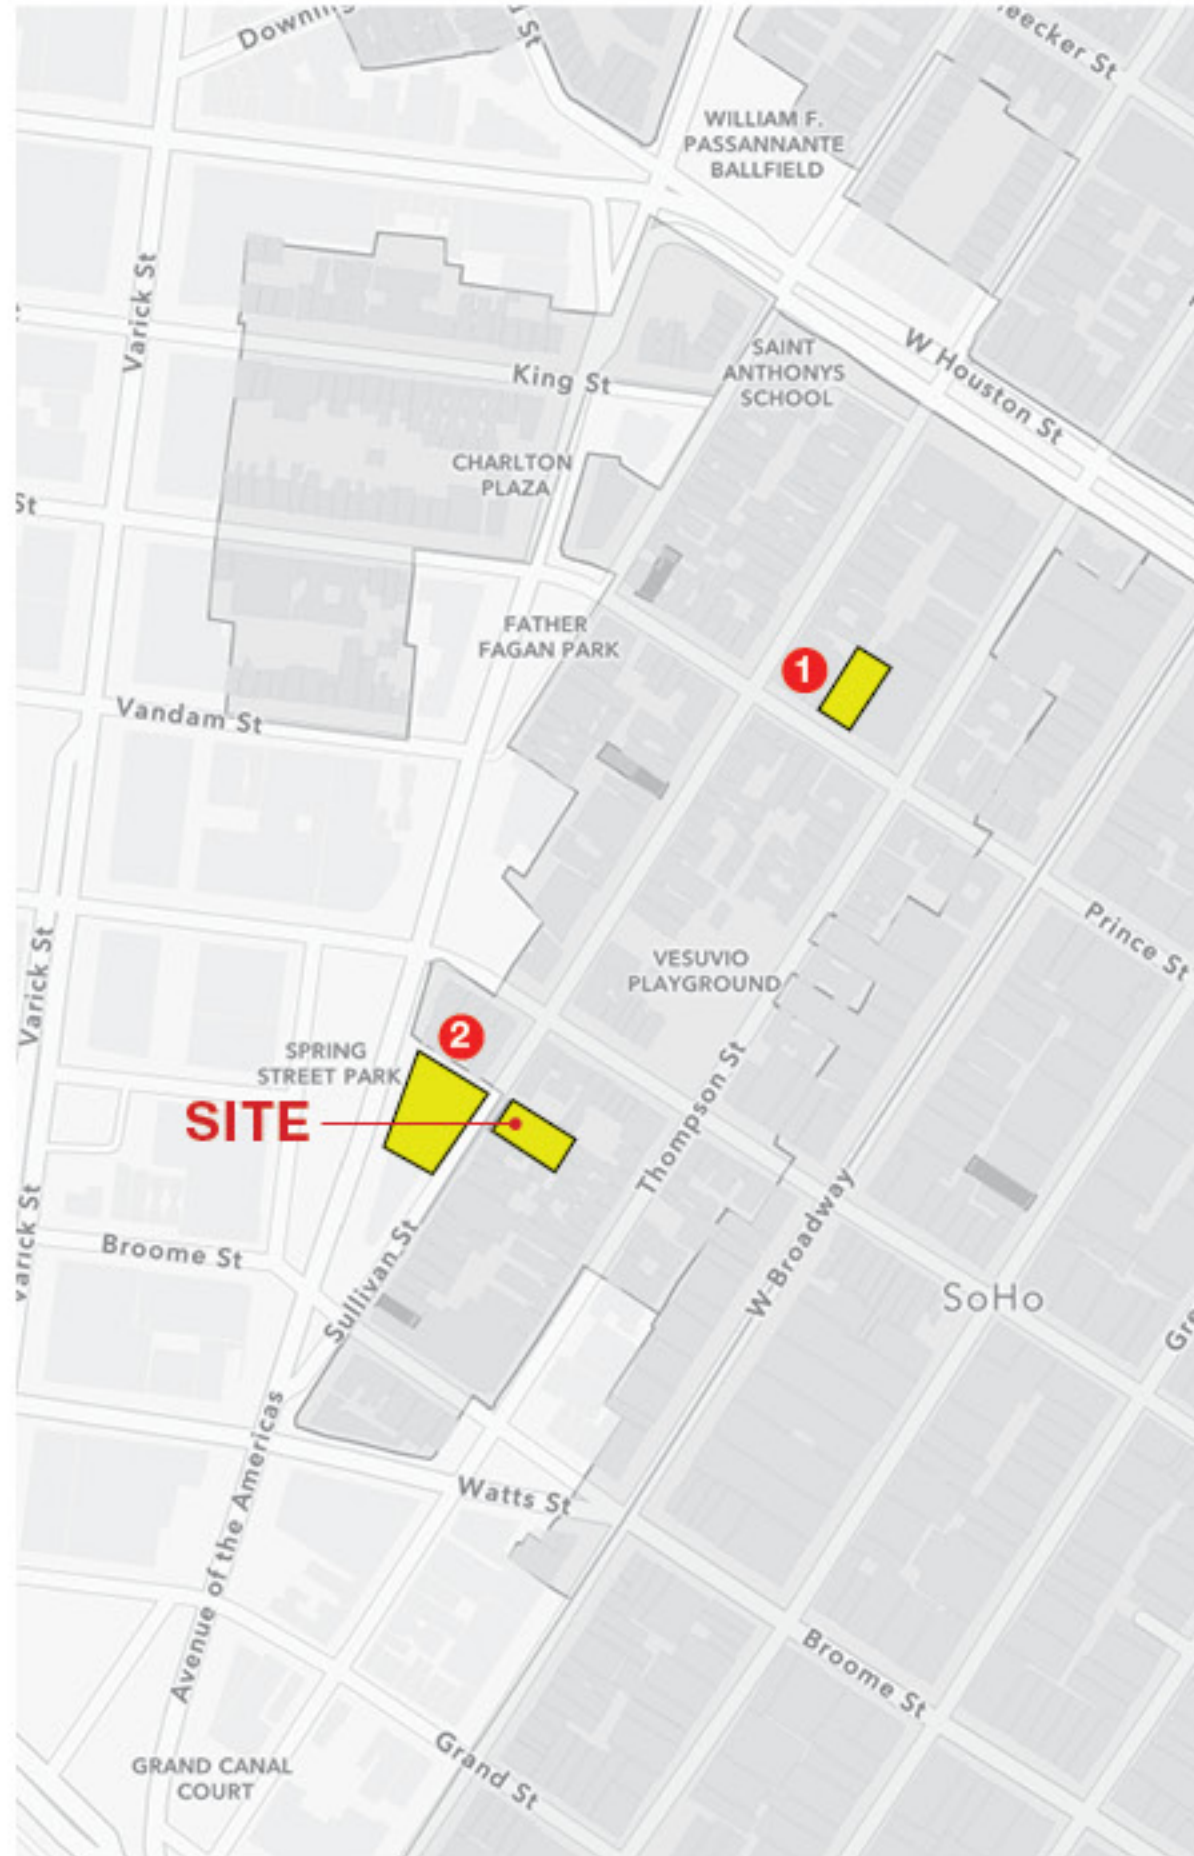 Downing
St
eecker St
WILLIAM F.
PASSANNANTE
BALLFIELD
Varick St
W Houston St
SAINT
ANTHONYS
SCHOOL
King St
CHARLTON
PLAZA
St
FATHER
FAGAN PARK
1
Vandam St
Prince St
VESUVIO
PLAYGROUND
Varick St
2
SPRING
STREET PARK
SITE
Thompson St
Varick St
Broome St
Sullivan St
W Broadway
SoHo
Gre
Avenue of the Americas
Watts St
Broome St
Grand St
GRAND CANAL
COURT